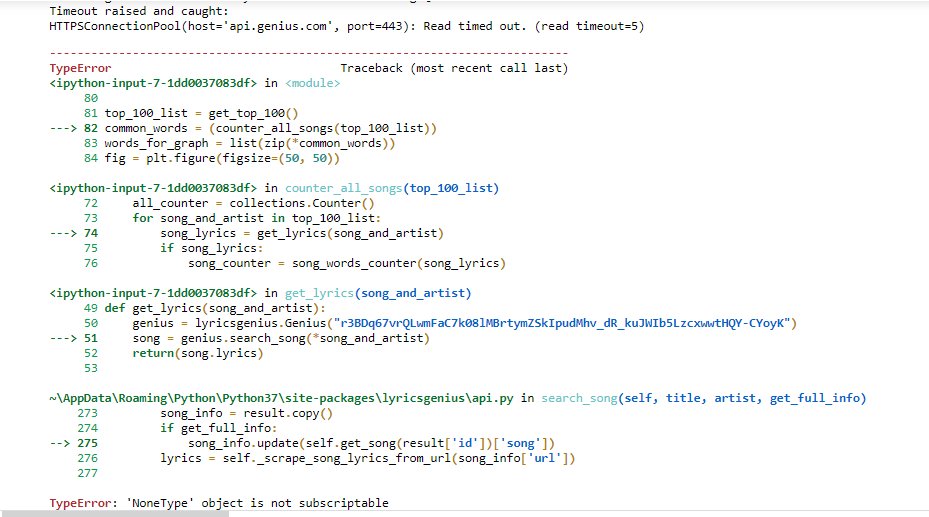 Timeout raised and caught:
HTTPSConnectionPool(host='api.genius.com', port=443): Read timed out. (read timeout=5)
---------------------------------------------------------------------------
TypeError                                 Traceback (most recent call last)
<ipython-input-7-1dd0037083df> in <module>
     80
     81 top_100_list = get_top_100()
---> 82 common_words = (counter_all_songs(top_100_list))
     83 words_for_graph = list(zip(*common_words))
     84 fig = plt.figure(figsize=(50, 50))
<ipython-input-7-1dd0037083df> in counter_all_songs(top_100_list)
     72     all_counter = collections.Counter()
     73     for song_and_artist in top_100_list:
---> 74         song_lyrics = get_lyrics(song_and_artist)
     75         if song_lyrics:
     76             song_counter = song_words_counter(song_lyrics)
<ipython-input-7-1dd0037083df> in get_lyrics(song_and_artist)
     49 def get_lyrics(song_and_artist):
     50     genius = lyricsgenius.Genius("r3BDq67vrQLwmFaC7k08lMBrtymZSkIpudMhv_dR_kuJWIb5LzcxwwtHQY-CYoyK")
---> 51     song = genius.search_song(*song_and_artist)
     52     return(song.lyrics)
     53
~\AppData\Roaming\Python\Python37\site-packages\lyricsgenius\api.py in search_song(self, title, artist, get_full_info)
    273         song_info = result.copy()
    274         if get_full_info:
--> 275             song_info.update(self.get_song(result['id'])['song'])
    276         lyrics = self._scrape_song_lyrics_from_url(song_info['url'])
    277
TypeError: 'NoneType' object is not subscriptable